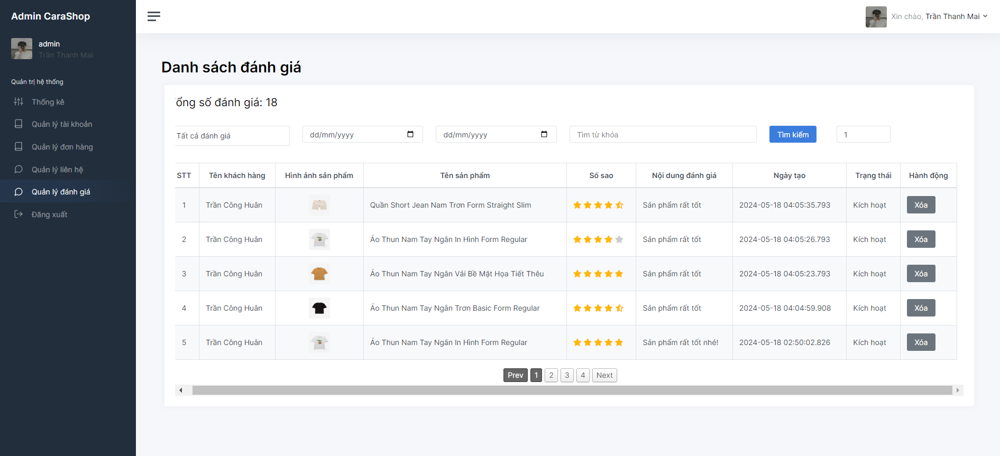 Admin CaraShop
Xin chào, Trần Thanh Mai
admin
Trần Thanh Mai
Quản trị hệ thống
Thống kê
Quản lý tài khoản
Quản lý đơn hàng
Quản lý liên hệ
Quản lý đánh giá
Đăng xuất
Danh sách đánh giá
ổng số đánh giá: 18
Tất cả đánh giá dd/mm/yyyy dd/mm/yyyy Tìm từ khóa Tìm kiếm 1
STT Tên khách hàng Hình ảnh sản phẩm Tên sản phẩm Số sao Nội dung đánh giá Ngày tạo Trạng thái Hành động
1 Trần Công Huân Quần Short Jean Nam Trơn Form Straight Slim Sản phẩm rất tốt 2024-05-18 04:05:35.793 Kích hoạt Xóa
2 Trần Công Huân Áo Thun Nam Tay Ngắn In Hình Form Regular Sản phẩm rất tốt 2024-05-18 04:05:26.793 Kích hoạt Xóa
3 Trần Công Huân Áo Thun Nam Tay Ngắn Vải Bề Mặt Họa Tiết Thêu Sản phẩm rất tốt 2024-05-18 04:05:23.793 Kích hoạt Xóa
4 Trần Công Huân Áo Thun Nam Tay Ngắn Trơn Basic Form Regular Sản phẩm rất tốt 2024-05-18 04:04:59.908 Kích hoạt Xóa
5 Trần Công Huân Áo Thun Nam Tay Ngắn In Hình Form Regular Sản phẩm rất tốt nhé! 2024-05-18 02:50:02.826 Kích hoạt Xóa
Prev 1 2 3 4 Next